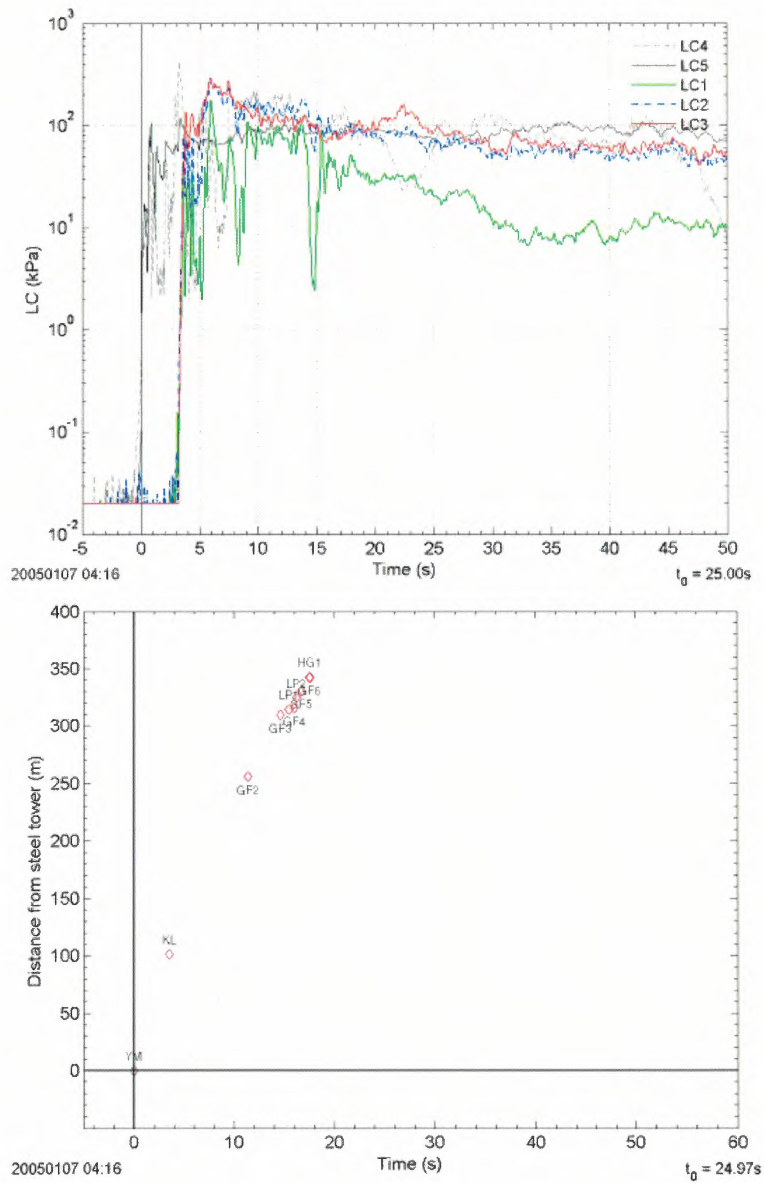 10³
10²
10¹
10⁰
10⁻¹
10⁻²
LC (kPa)
LC4
LC5
LC1
LC2
LC3
-5 0 5 10 15 20 25 30 35 40 45 50
Time (s)
20050107 04:16
t₀ = 25.00s
400
350
300
250
200
150
100
50
0
Distance from steel tower (m)
HG1
LP2
GF6
GF5
GF3
GF4
GF2
KL
YM
0 10 20 30 40 50 60
Time (s)
20050107 04:16
t₀ = 24.97s